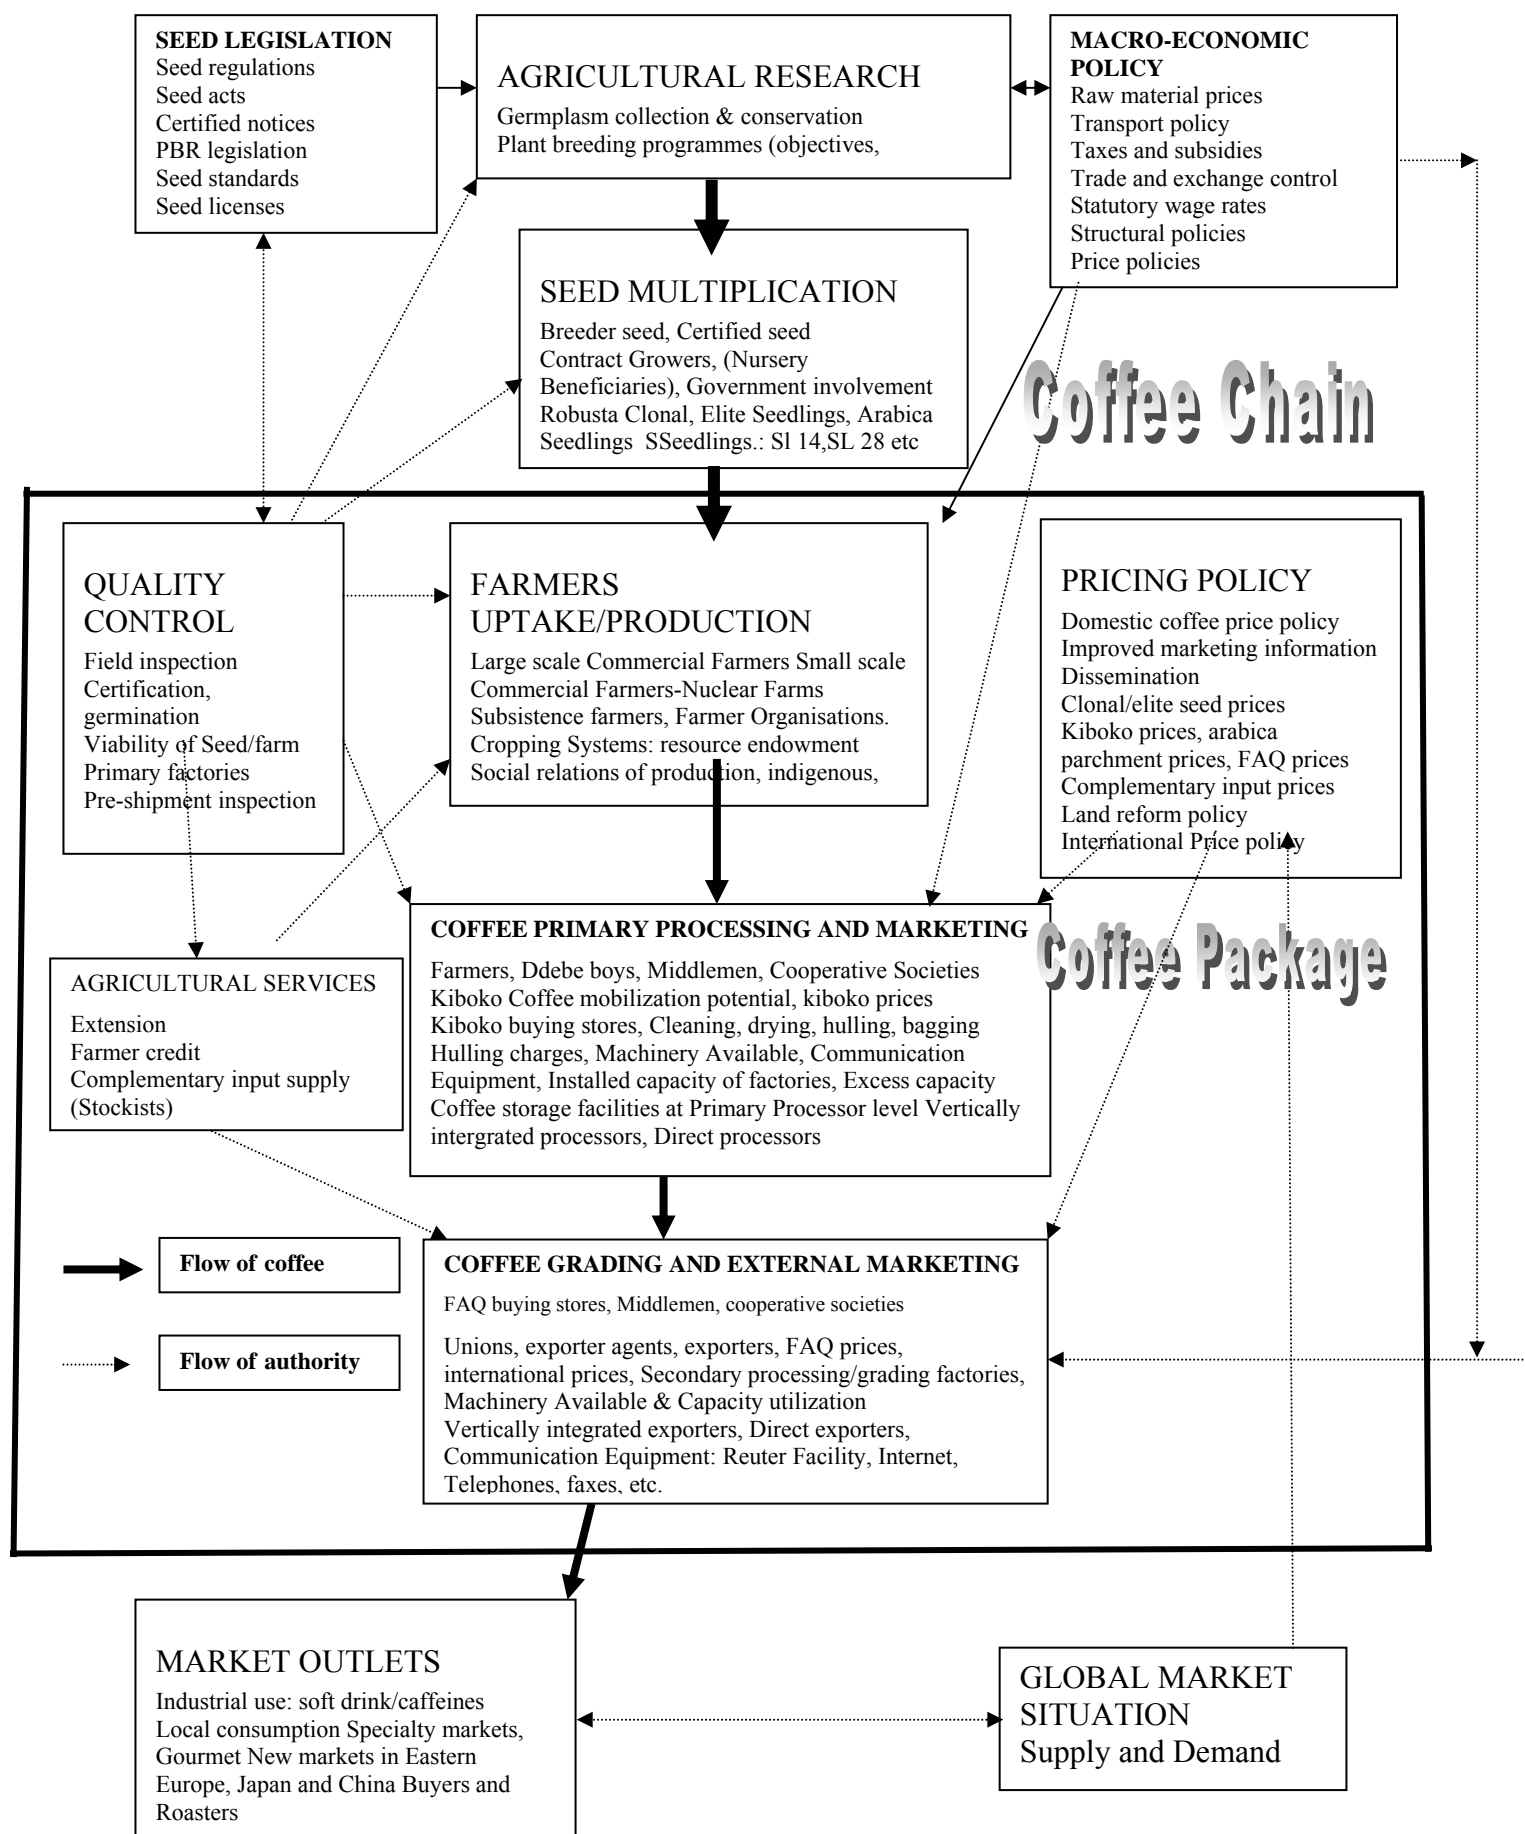 SEED LEGISLATION
Seed regulations
Seed acts
Certified notices
PBR legislation
Seed standards
Seed licenses
AGRICULTURAL RESEARCH
Germplasm collection & conservation
Plant breeding programmes (objectives,
MACRO-ECONOMIC
POLICY
Raw material prices
Transport policy
Taxes and subsidies
Trade and exchange control
Statutory wage rates
Structural policies
Price policies
SEED MULTIPLICATION
Breeder seed, Certified seed
Contract Growers, (Nursery
Beneficiaries), Government involvement
Robusta Clonal, Elite Seedlings, Arabica
Seedlings SSeedlings.: Sl 14,SL 28 etc
Coffee Chain
QUALITY
CONTROL
Field inspection
Certification,
germination
Viability of Seed/farm
Primary factories
Pre-shipment inspection
FARMERS
UPTAKE/PRODUCTION
Large scale Commercial Farmers Small scale
Commercial Farmers-Nuclear Farms
Subsistence farmers, Farmer Organisations.
Cropping Systems: resource endowment
Social relations of production, indigenous,
PRICING POLICY
Domestic coffee price policy
Improved marketing information
Dissemination
Clonal/elite seed prices
Kiboko prices, arabica
parchment prices, FAQ prices
Complementary input prices
Land reform policy
International Price policy
COFFEE PRIMARY PROCESSING AND MARKETING
Farmers, Ddebe boys, Middlemen, Cooperative Societies
Kiboko Coffee mobilization potential, kiboko prices
Kiboko buying stores, Cleaning, drying, hulling, bagging
Hulling charges, Machinery Available, Communication
Equipment, Installed capacity of factories, Excess capacity
Coffee storage facilities at Primary Processor level Vertically
intergrated processors, Direct processors
Coffee Package
AGRICULTURAL SERVICES
Extension
Farmer credit
Complementary input supply
(Stockists)
Flow of coffee
Flow of authority
COFFEE GRADING AND EXTERNAL MARKETING
FAQ buying stores, Middlemen, cooperative societies
Unions, exporter agents, exporters, FAQ prices,
international prices, Secondary processing/grading factories,
Machinery Available & Capacity utilization
Vertically integrated exporters, Direct exporters,
Communication Equipment: Reuter Facility, Internet,
Telephones, faxes, etc.
MARKET OUTLETS
Industrial use: soft drink/caffeines
Local consumption Specialty markets,
Gourmet New markets in Eastern
Europe, Japan and China Buyers and
Roasters
GLOBAL MARKET
SITUATION
Supply and Demand